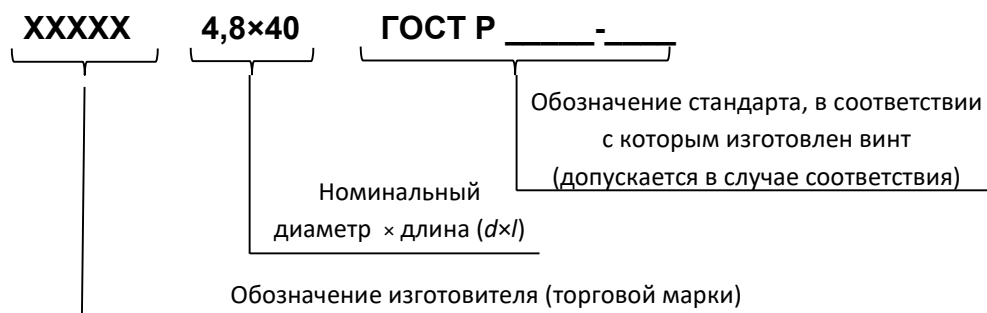 XXXXX 4,8×40 ГОСТ Р _____-____
Обозначение стандарта, в соответствии
с которым изготовлен винт
(допускается в случае соответствия)
Номинальный
диаметр × длина (d×l)
Обозначение изготовителя (торговой марки)